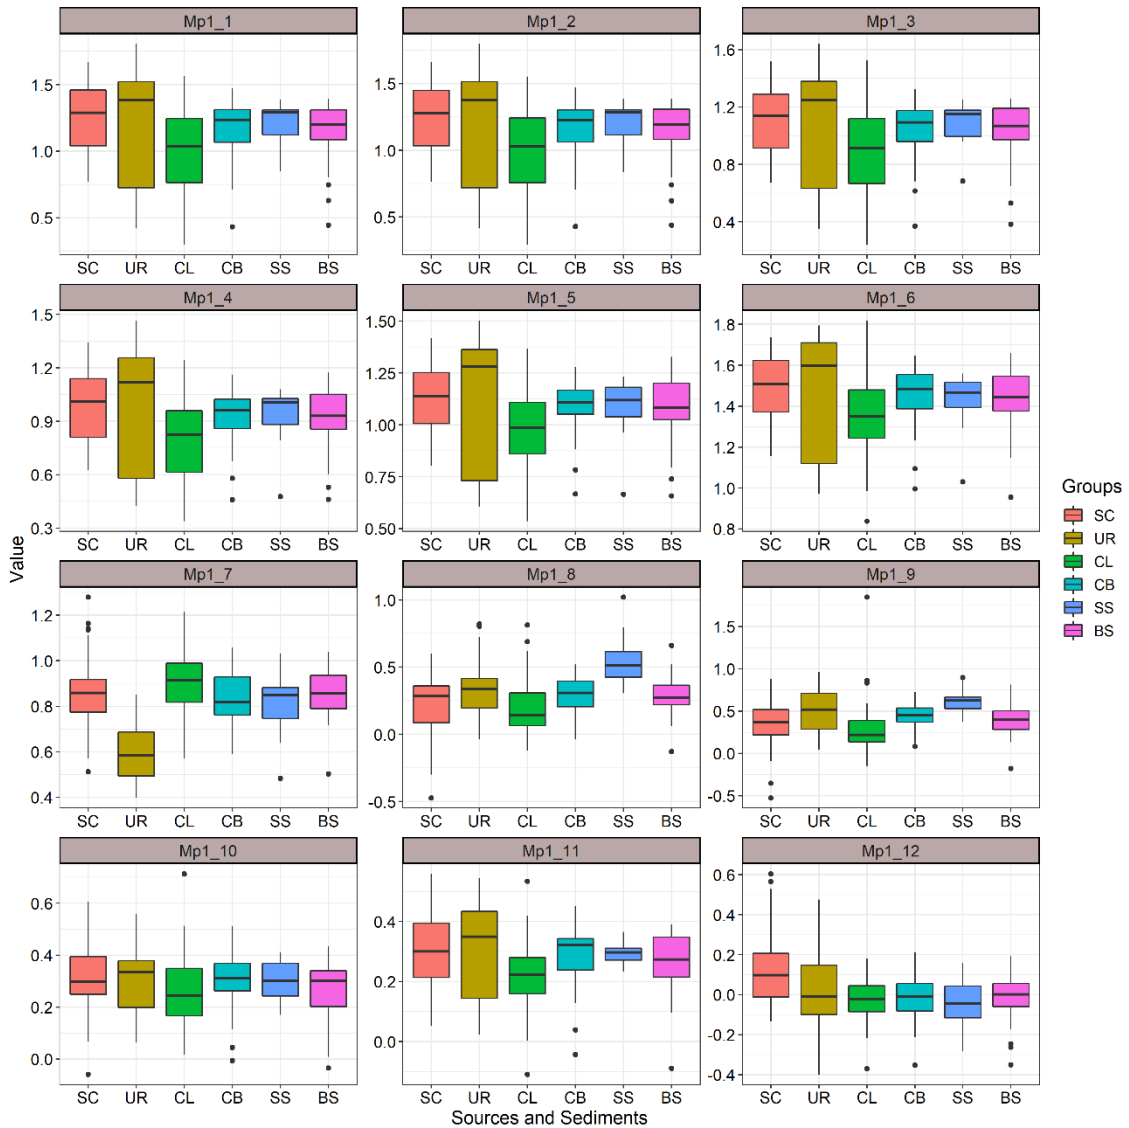 Mp1_1 Mp1_2 Mp1_3
1.5 1.0 0.5
1.5 1.0 0.5
1.6 1.2 0.8 0.4
SC UR CL CB SS BS SC UR CL CB SS BS SC UR CL CB SS BS
Mp1_4 Mp1_5 Mp1_6
1.5 1.2 0.9 0.6 0.3
1.50 1.25 1.00 0.75 0.50
1.8 1.6 1.4 1.2 1.0 0.8
SC UR CL CB SS BS SC UR CL CB SS BS SC UR CL CB SS BS
Value
Mp1_7 Mp1_8 Mp1_9
1.2 1.0 0.8 0.6 0.4
1.0 0.5 0.0 -0.5
1.5 1.0 0.5 0.0 -0.5
SC UR CL CB SS BS SC UR CL CB SS BS SC UR CL CB SS BS
Mp1_10 Mp1_11 Mp1_12
0.6 0.4 0.2 0.0
0.4 0.2 0.0
0.6 0.4 0.2 0.0 -0.2 -0.4
SC UR CL CB SS BS SC UR CL CB SS BS SC UR CL CB SS BS
Sources and Sediments
Groups
SC
UR
CL
CB
SS
BS